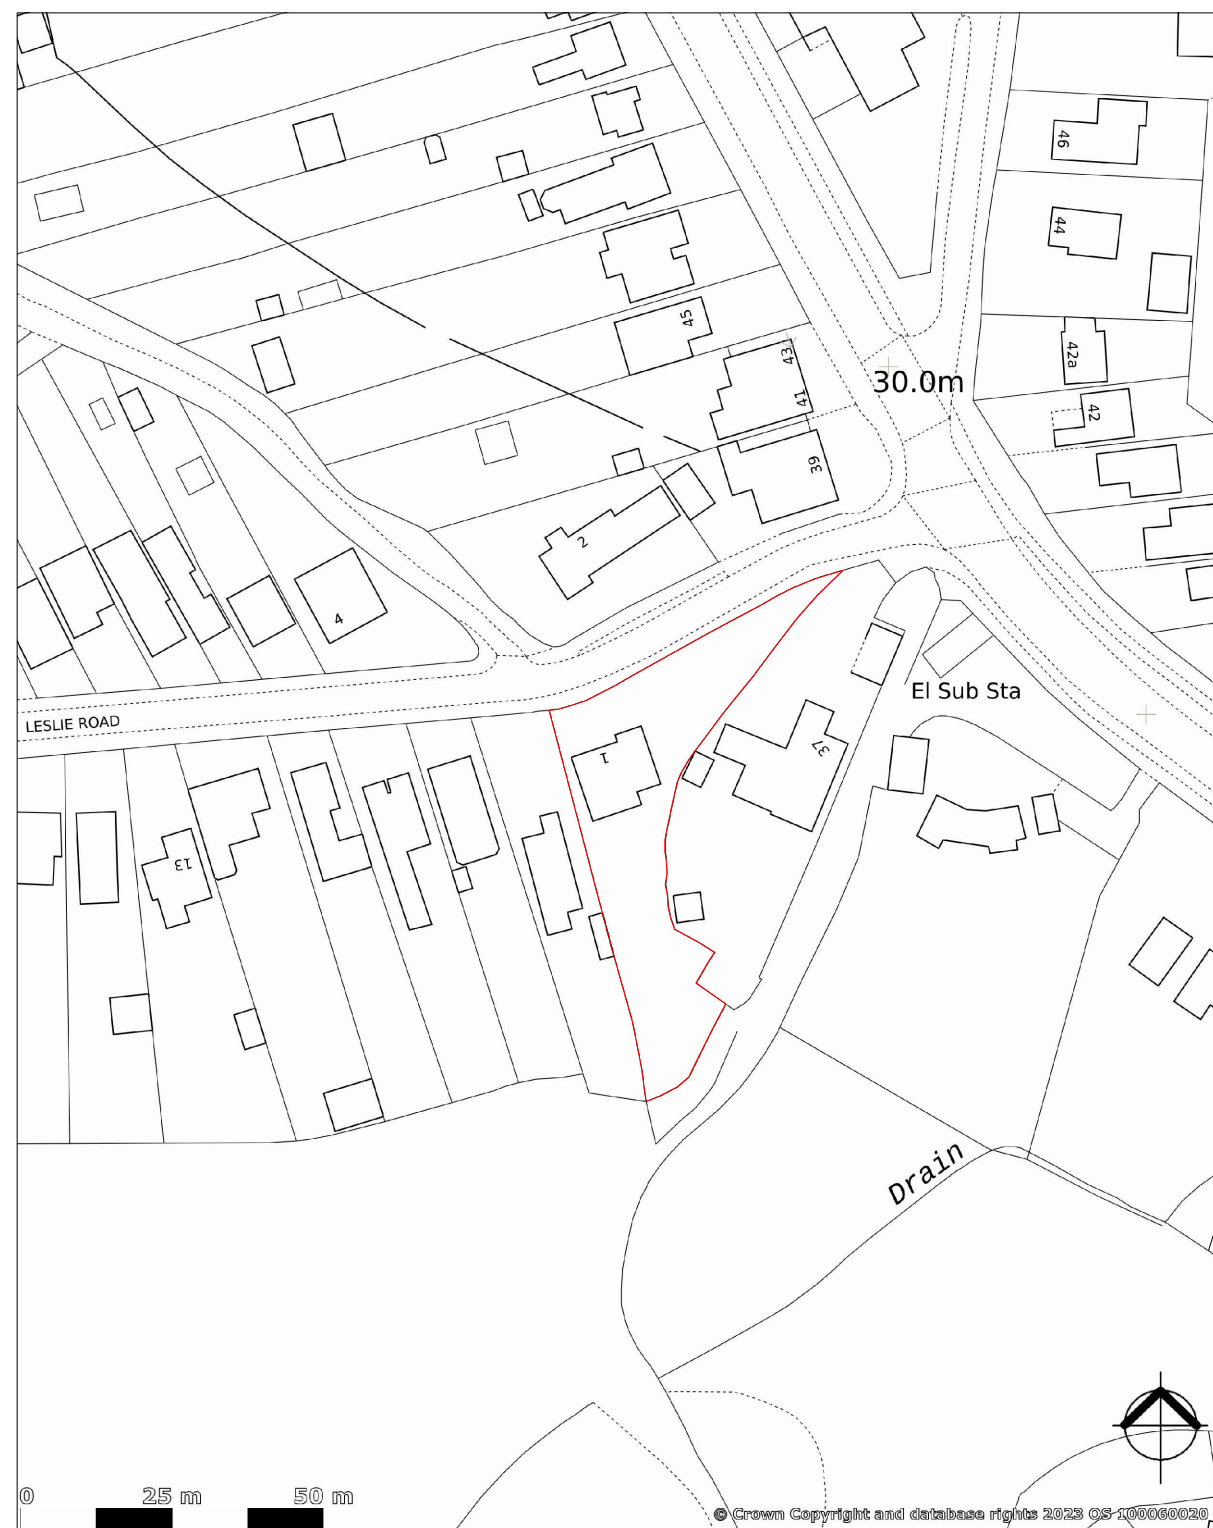 46
44
45
43
42a
30.0m
41
42
39
2
4
El Sub Sta
LESLIE ROAD
37
1
13
Drain
0 25 m 50 m
© Crown Copyright and database rights 2023 OS 100060020